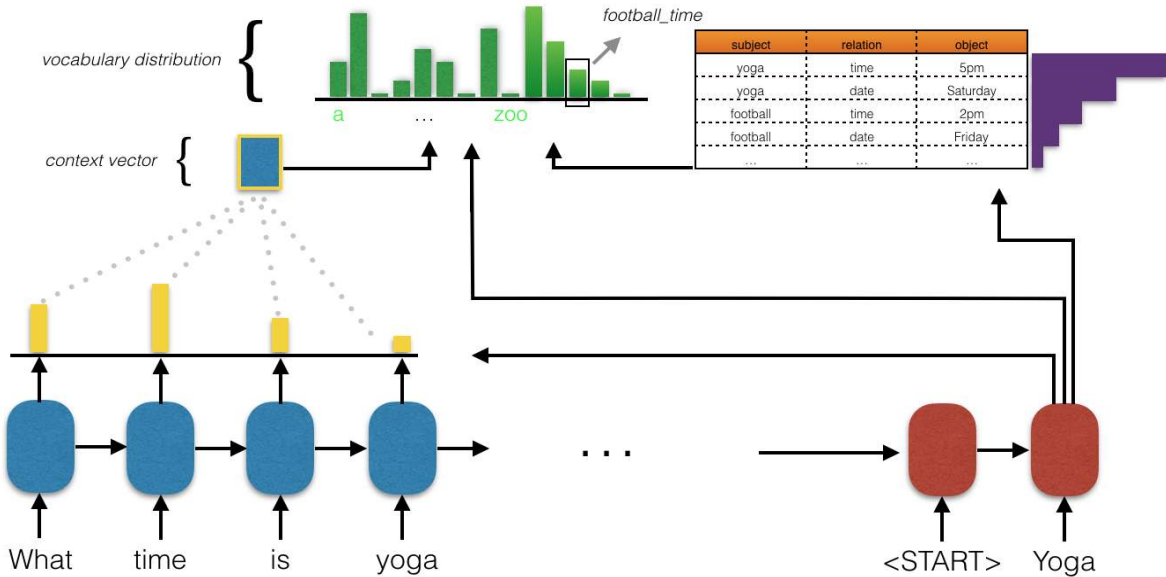 football_time
vocabulary distribution
{
a ... zoo
context vector
{
subject relation object
yoga time 5pm
yoga date Saturday
football time 2pm
football date Friday
... ... ...
...
What time is yoga <START> Yoga